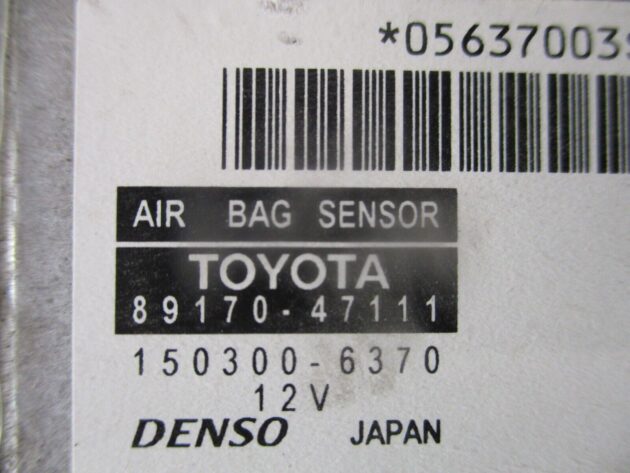 *05637003
AIR BAG SENSOR
TOYOTA
89170-47111
150300-6370
12V
DENSO JAPAN